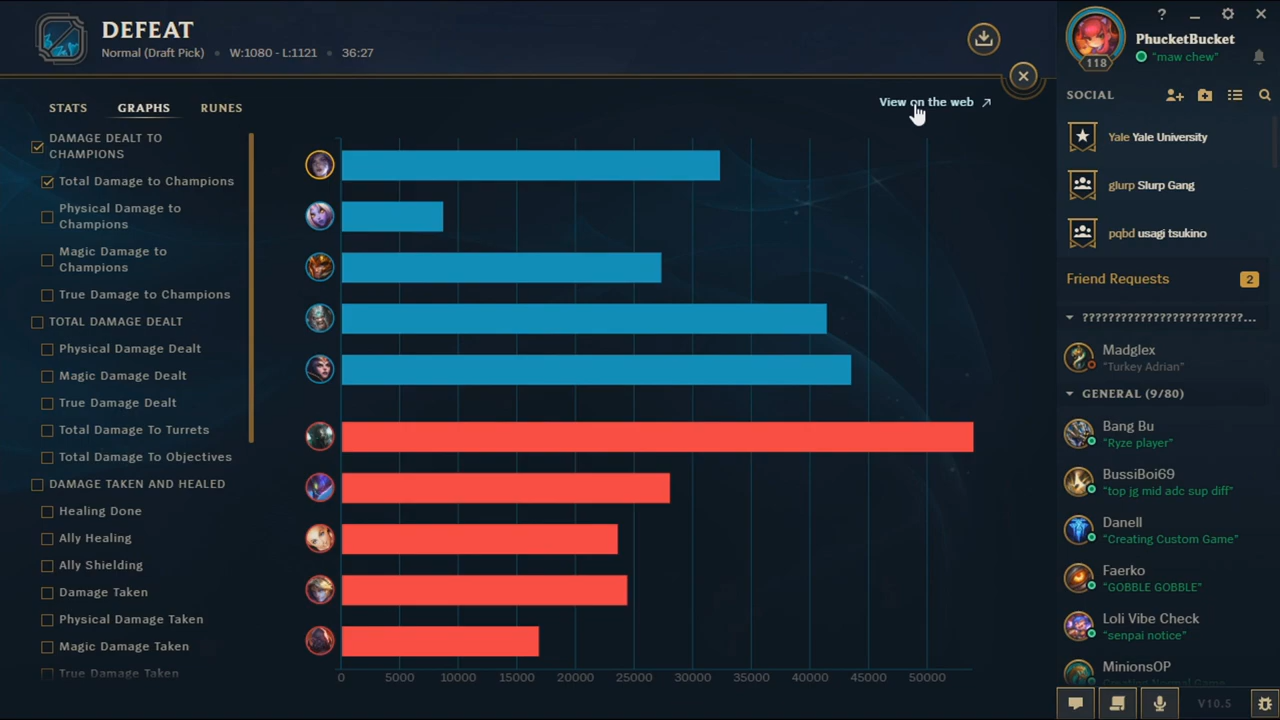 DEFEAT
Normal (Draft Pick) • W:1080 - L:1121 • 36:27
STATS GRAPHS RUNES
View on the web
DAMAGE DEALT TO
CHAMPIONS
Total Damage to Champions
Physical Damage to
Champions
Magic Damage to
Champions
True Damage to Champions
TOTAL DAMAGE DEALT
Physical Damage Dealt
Magic Damage Dealt
True Damage Dealt
Total Damage To Turrets
Total Damage To Objectives
DAMAGE TAKEN AND HEALED
Healing Done
Ally Healing
Ally Shielding
Damage Taken
Physical Damage Taken
Magic Damage Taken
True Damage Taken
0 5000 10000 15000 20000 25000 30000 35000 40000 45000 50000
?
PhucketBucket
"maw chew"
118
SOCIAL
Yale Yale University
glurp Slurp Gang
pqbd usagi tsukino
Friend Requests 2
????????????????????????...
Madglex
"Turkey Adrian"
GENERAL (9/80)
Bang Bu
"Ryze player"
BussiBoi69
"top jg mid adc sup diff"
Danell
"Creating Custom Game"
Faerko
"GOBBLE GOBBLE"
Loli Vibe Check
"senpai notice"
MinionsOP
Creating Normal Game
V10.5